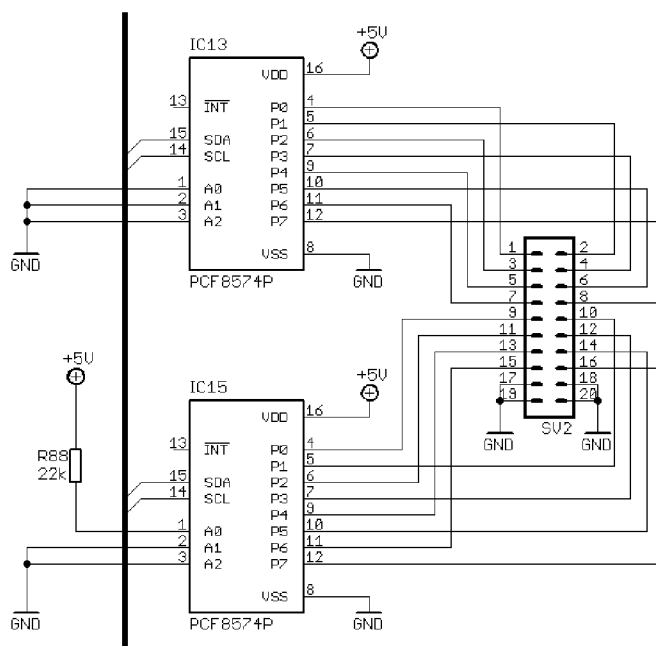 +5V
IC13
VDD 16
13 INT P0 4
P1 5
15 SDA P2 6
14 SCL P3 7
P4 9
1 A0 P5 10
2 A1 P6 11
3 A2 P7 12
VSS 8
GND
GND
PCF8574P
1 2
3 4
5 6
7 8
9 10
11 12
13 14
15 16
17 18
19 20
GND
SV2
GND
+5V
R88
22k
+5V
IC15
VDD 16
13 INT P0 4
P1 5
15 SDA P2 6
14 SCL P3 7
P4 9
1 A0 P5 10
2 A1 P6 11
3 A2 P7 12
VSS 8
GND
GND
PCF8574P